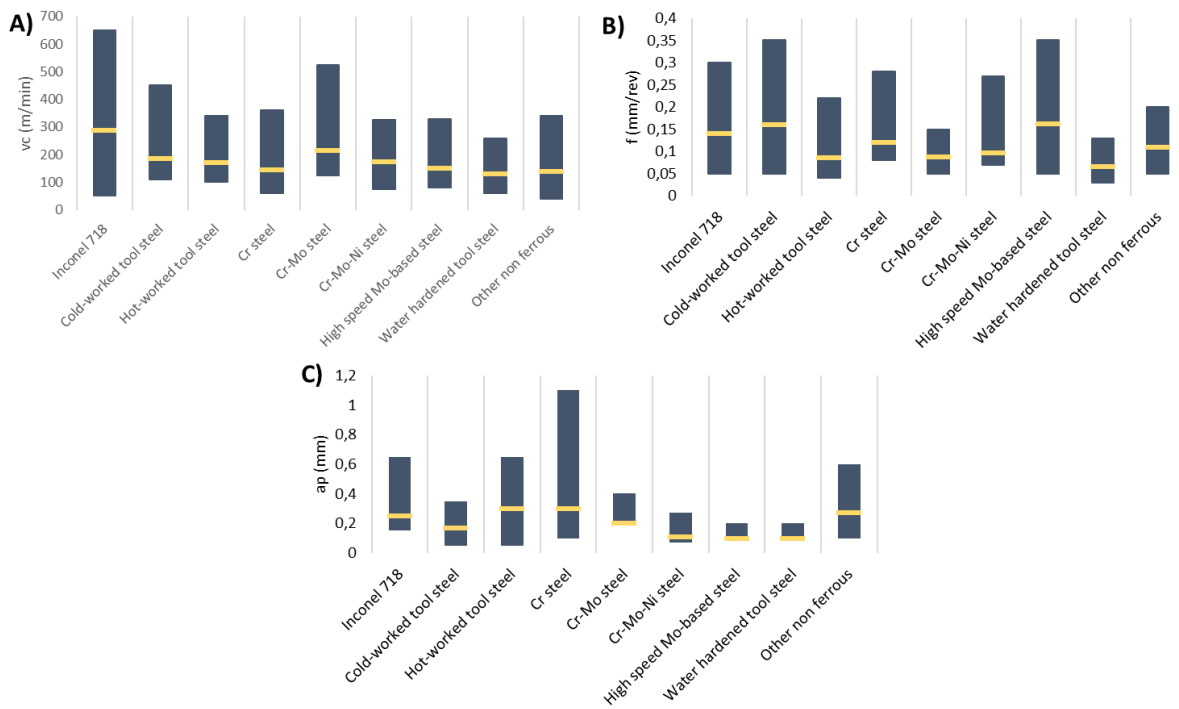 A)
vc (m/min)
700
600
500
400
300
200
100
0
Inconel 718
Cold-worked tool steel
Hot-worked tool steel
Cr steel
Cr-Mo steel
Cr-Mo-Ni steel
High speed Mo-based steel
Water hardened tool steel
Other non ferrous
B)
f (mm/rev)
0,4
0,35
0,3
0,25
0,2
0,15
0,1
0,05
0
Inconel 718
Cold-worked tool steel
Hot-worked tool steel
Cr steel
Cr-Mo steel
Cr-Mo-Ni steel
High speed Mo-based steel
Water hardened tool steel
Other non ferrous
C)
ap (mm)
1,2
1
0,8
0,6
0,4
0,2
0
Inconel 718
Cold-worked tool steel
Hot-worked tool steel
Cr steel
Cr-Mo steel
Cr-Mo-Ni steel
High speed Mo-based steel
Water hardened tool steel
Other non ferrous